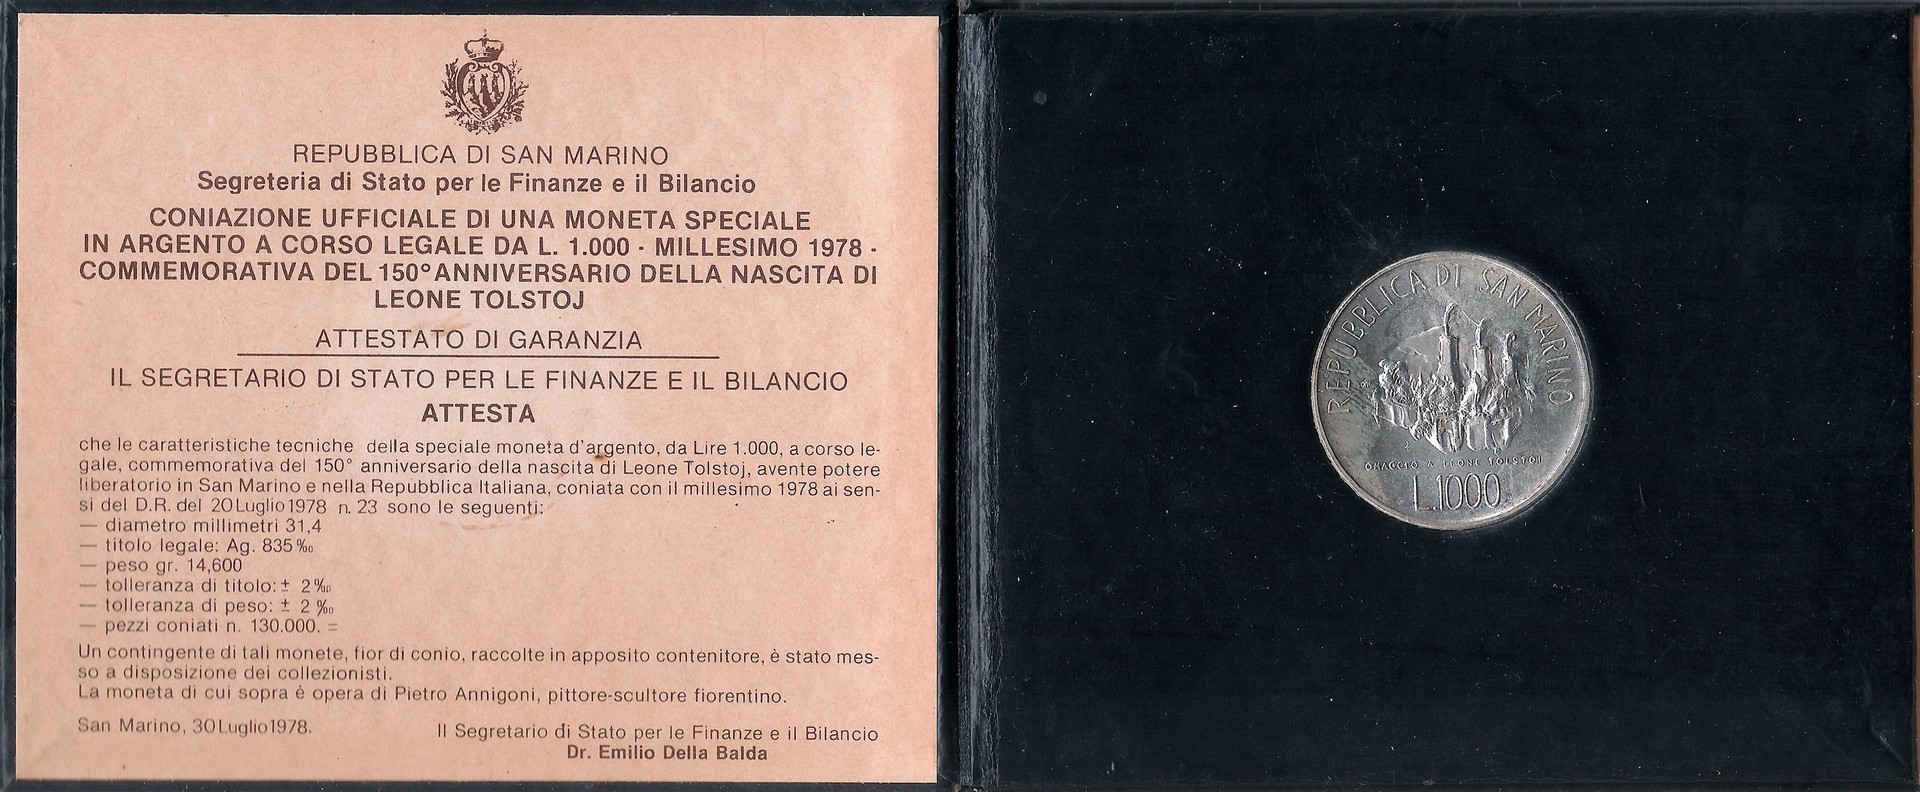 REPUBBLICA DI SAN MARINO
Segreteria di Stato per le Finanze e il Bilancio
CONIAZIONE UFFICIALE DI UNA MONETA SPECIALE
IN ARGENTO A CORSO LEGALE DA L. 1.000 - MILLESIMO 1978 -
COMMEMORATIVA DEL 150° ANNIVERSARIO DELLA NASCITA DI
LEONE TOLSTOJ
ATTESTATO DI GARANZIA
IL SEGRETARIO DI STATO PER LE FINANZE E IL BILANCIO
ATTESTA
che le caratteristiche tecniche della speciale moneta d'argento, da Lire 1.000, a corso le-
gale, commemorativa del 150° anniversario della nascita di Leone Tolstoj, avente potere
liberatorio in San Marino e nella Repubblica Italiana, coniata con il millesimo 1978 ai sen-
si del D.R. del 20 Luglio 1978 n. 23 sono le seguenti:
— diametro millimetri 31,4
— titolo legale: Ag. 835‰
— peso gr. 14,600
— tolleranza di titolo: ± 2‰
— tolleranza di peso: ± 2‰
— pezzi coniati n. 130.000. =
Un contingente di tali monete, fior di conio, raccolte in apposito contenitore, è stato mes-
so a disposizione dei collezionisti.
La moneta di cui sopra è opera di Pietro Annigoni, pittore-scultore fiorentino.
San Marino, 30 Luglio 1978.
Il Segretario di Stato per le Finanze e il Bilancio
Dr. Emilio Della Balda
REPUBBLICA DI SAN MARINO
OMAGGIO A LEONE TOLSTOI
L.1000